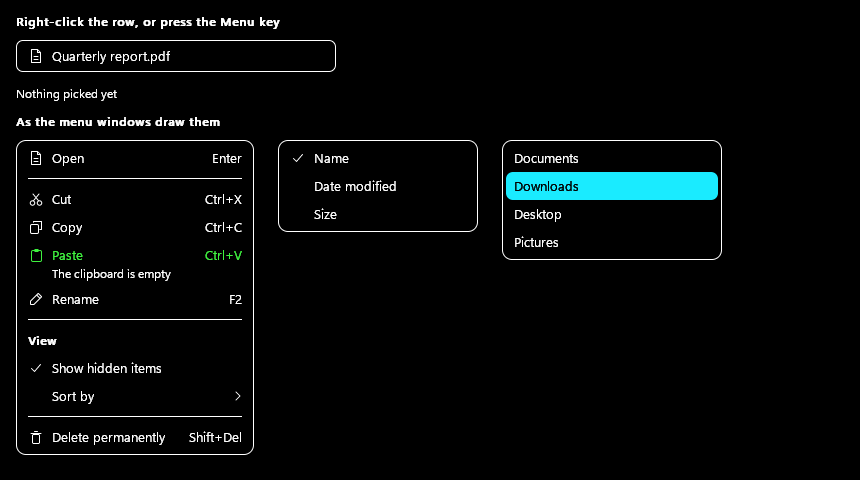 Right-click the row, or press the Menu key
Quarterly report.pdf
Nothing picked yet
As the menu windows draw them
Open Enter
Cut Ctrl+X
Copy Ctrl+C
Paste Ctrl+V
The clipboard is empty
Rename F2
View
Show hidden items
Sort by
Delete permanently Shift+Del
Name
Date modified
Size
Documents
Downloads
Desktop
Pictures